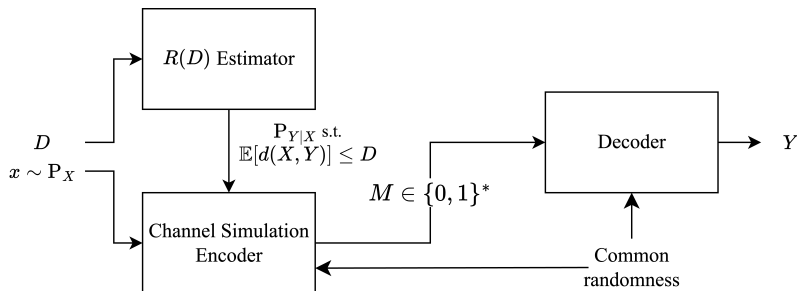 R(D) Estimator
D
x ∼ P_X
P_{Y|X} s.t.
𝔼[d(X, Y)] ≤ D
Channel Simulation
Encoder
M ∈ {0, 1}^*
Decoder
Y
Common
randomness